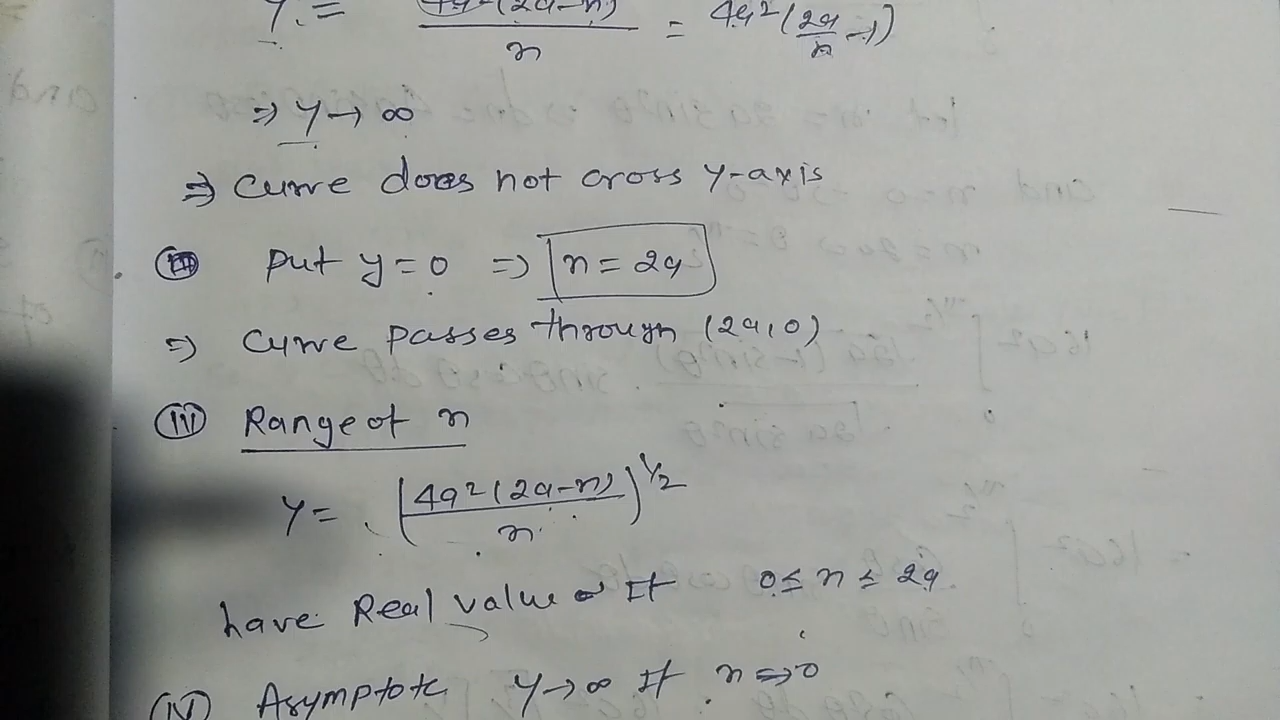 y = 4a²(2a-n) / n = 4a²(2a/n -1)
⇒ y → ∞
⇒ Curve does not cross y-axis
Put y = 0 ⇒ n = 2a
⇒ Curve passes through (2a, 0)
(III) Range of n
y = (4a²(2a-n) / n)^1/2
have Real value If 0 ≤ n ≤ 2a
(IV) Asymptote y → ∞ If n → 0